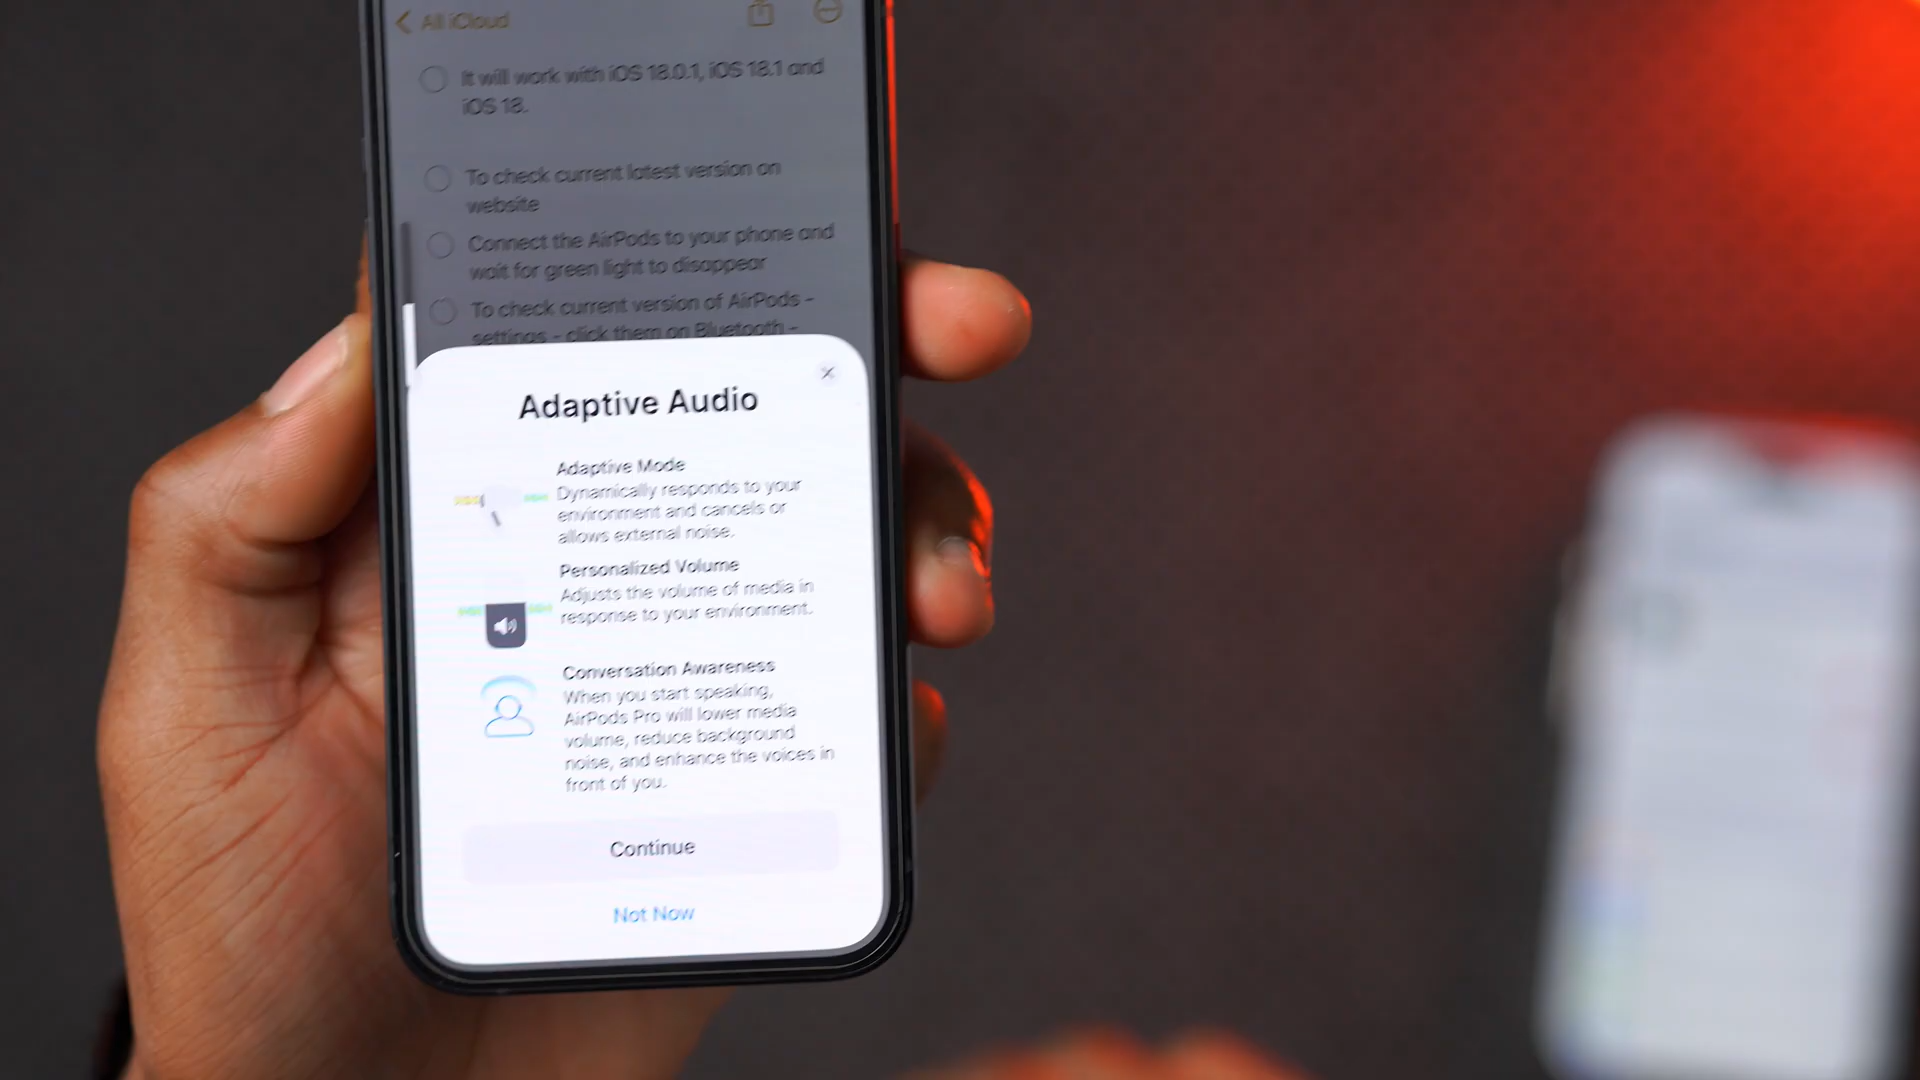 All iCloud
It will work with iOS 18.0.1, iOS 18.1 and
iOS 18.
To check current latest version on
website
Connect the AirPods to your phone and
wait for green light to disappear
To check current version of AirPods -
settings - click them on Bluetooth -
Adaptive Audio
Adaptive Mode
Dynamically responds to your
environment and cancels or
allows external noise.
Personalized Volume
Adjusts the volume of media in
response to your environment.
Conversation Awareness
When you start speaking,
AirPods Pro will lower media
volume, reduce background
noise, and enhance the voices in
front of you.
Continue
Not Now